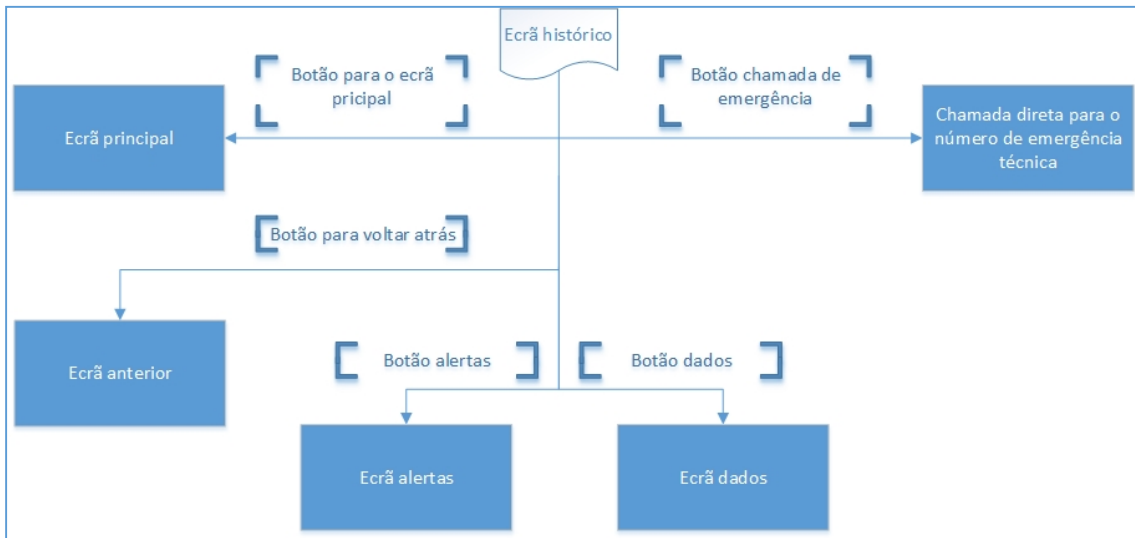 Ecrã histórico
Botão para o ecrã
pricipal
Botão chamada de
emergência
Ecrã principal
Chamada direta para o
número de emergência
técnica
Botão para voltar atrás
Ecrã anterior
Botão alertas
Botão dados
Ecrã alertas
Ecrã dados